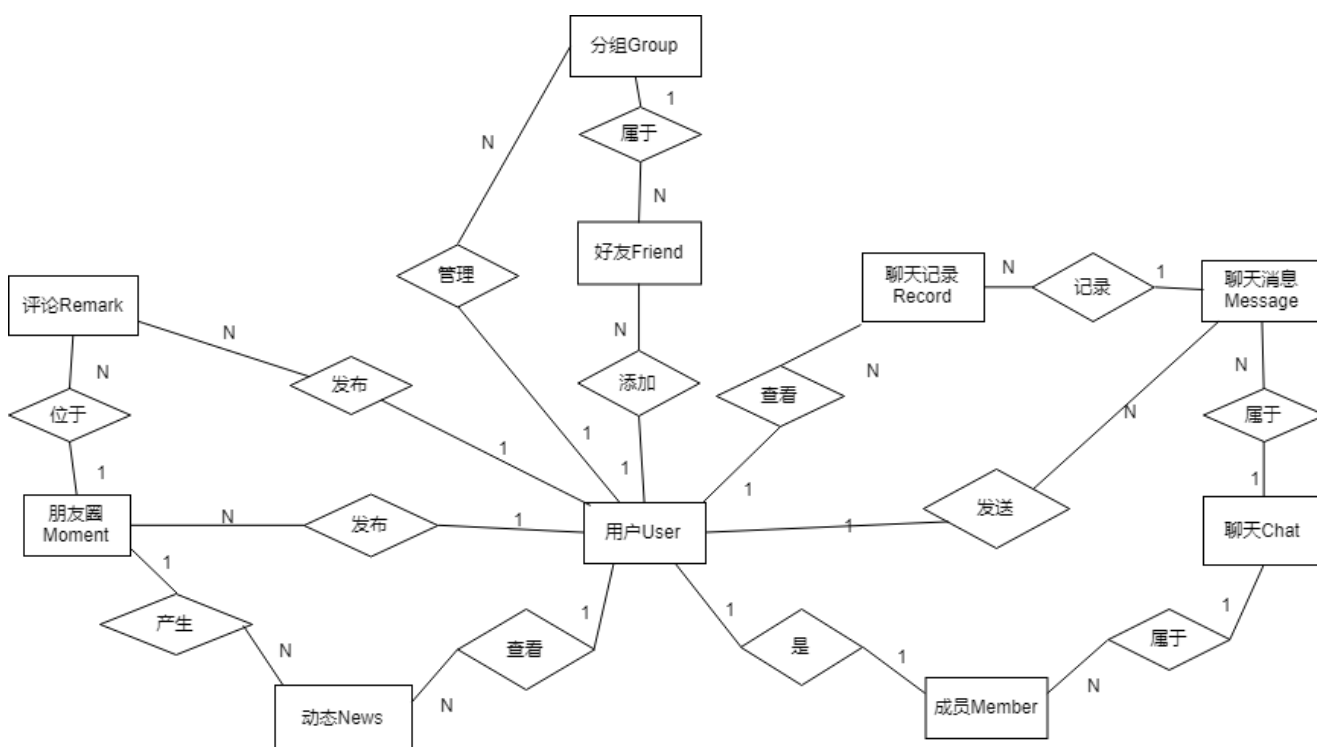 分组Group
1
属于
N
N
好友Friend
管理
聊天记录
Record
N
记录
1
聊天消息
Message
评论Remark
N
N
添加
查看
N
N
N
发布
位于
N
属于
1
1
1
1
1
1
1
朋友圈
Moment
N
发布
1
用户User
1
发送
聊天Chat
1
产生
N
查看
1
N
动态News
1
是
1
成员Member
N
属于
1